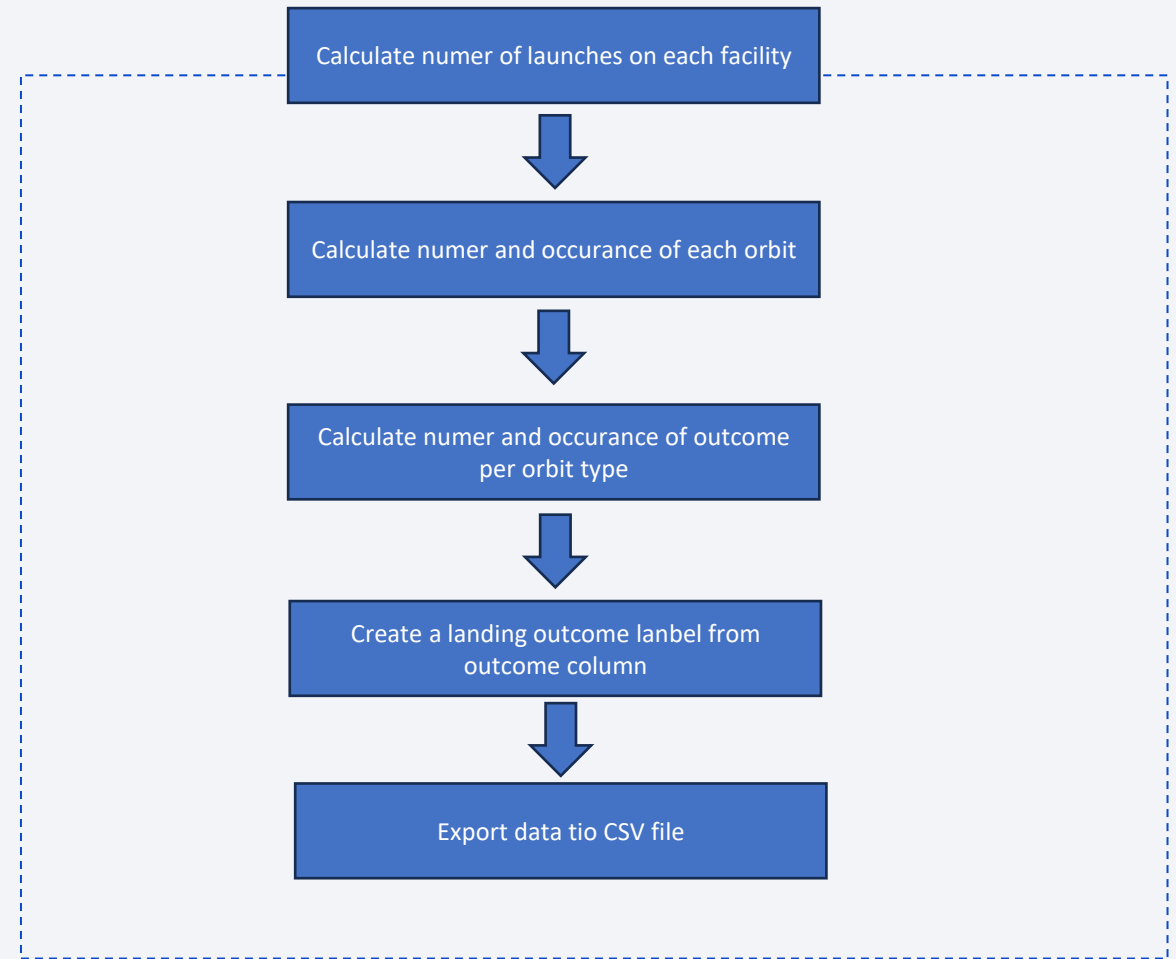 Calculate numer of launches on each facility
Calculate numer and occurance of each orbit
Calculate numer and occurance of outcome
per orbit type
Create a landing outcome lanbel from
outcome column
Export data tio CSV file